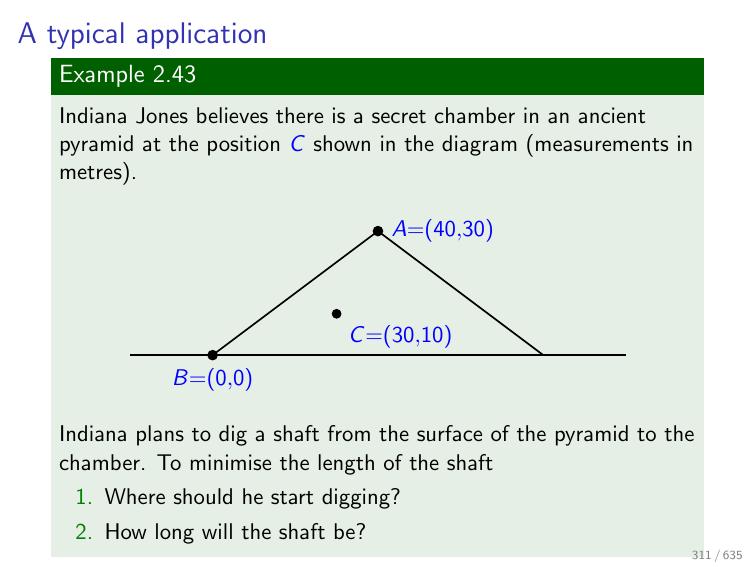 A typical application
Example 2.43
Indiana Jones believes there is a secret chamber in an ancient
pyramid at the position C shown in the diagram (measurements in
metres).
A=(40,30)
C=(30,10)
B=(0,0)
Indiana plans to dig a shaft from the surface of the pyramid to the
chamber. To minimise the length of the shaft
1. Where should he start digging?
2. How long will the shaft be?
311 / 635